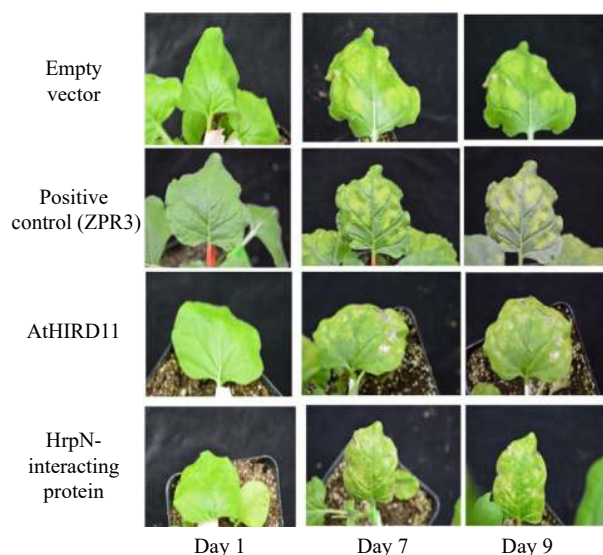 Empty
vector
Positive
control (ZPR3)
AtHIRD11
HrpN-
interacting
protein
Day 1
Day 7
Day 9